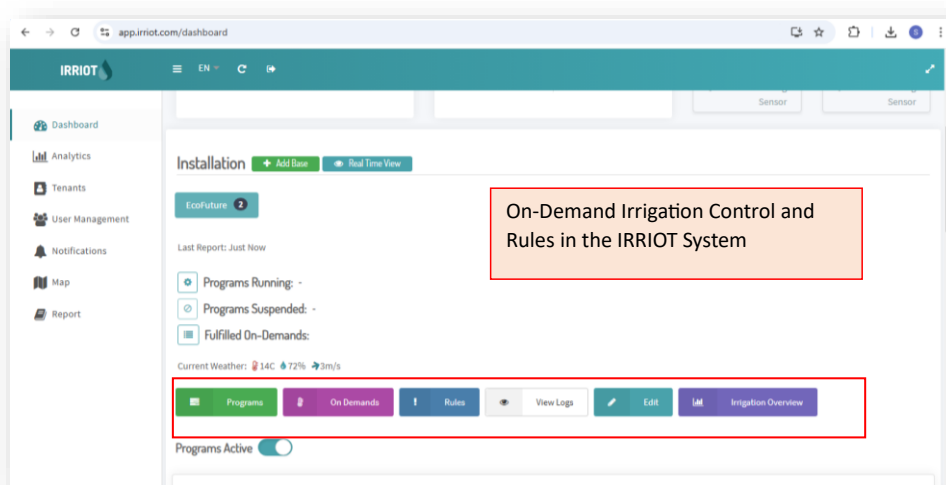 app.irriot.com/dashboard
S
IRRIOT
EN
Sensor
Sensor
Dashboard
Analytics
Tenants
User Management
Notifications
Map
Report
Installation
Add Base
Real Time View
EcoFuture 2
On-Demand Irrigation Control and
Rules in the IRRIOT System
Last Report: Just Now
Programs Running: -
Programs Suspended: -
Fulfilled On-Demands:
Current Weather: 14C 72% 3m/s
Programs
On Demands
Rules
View Logs
Edit
Irrigation Overview
Programs Active